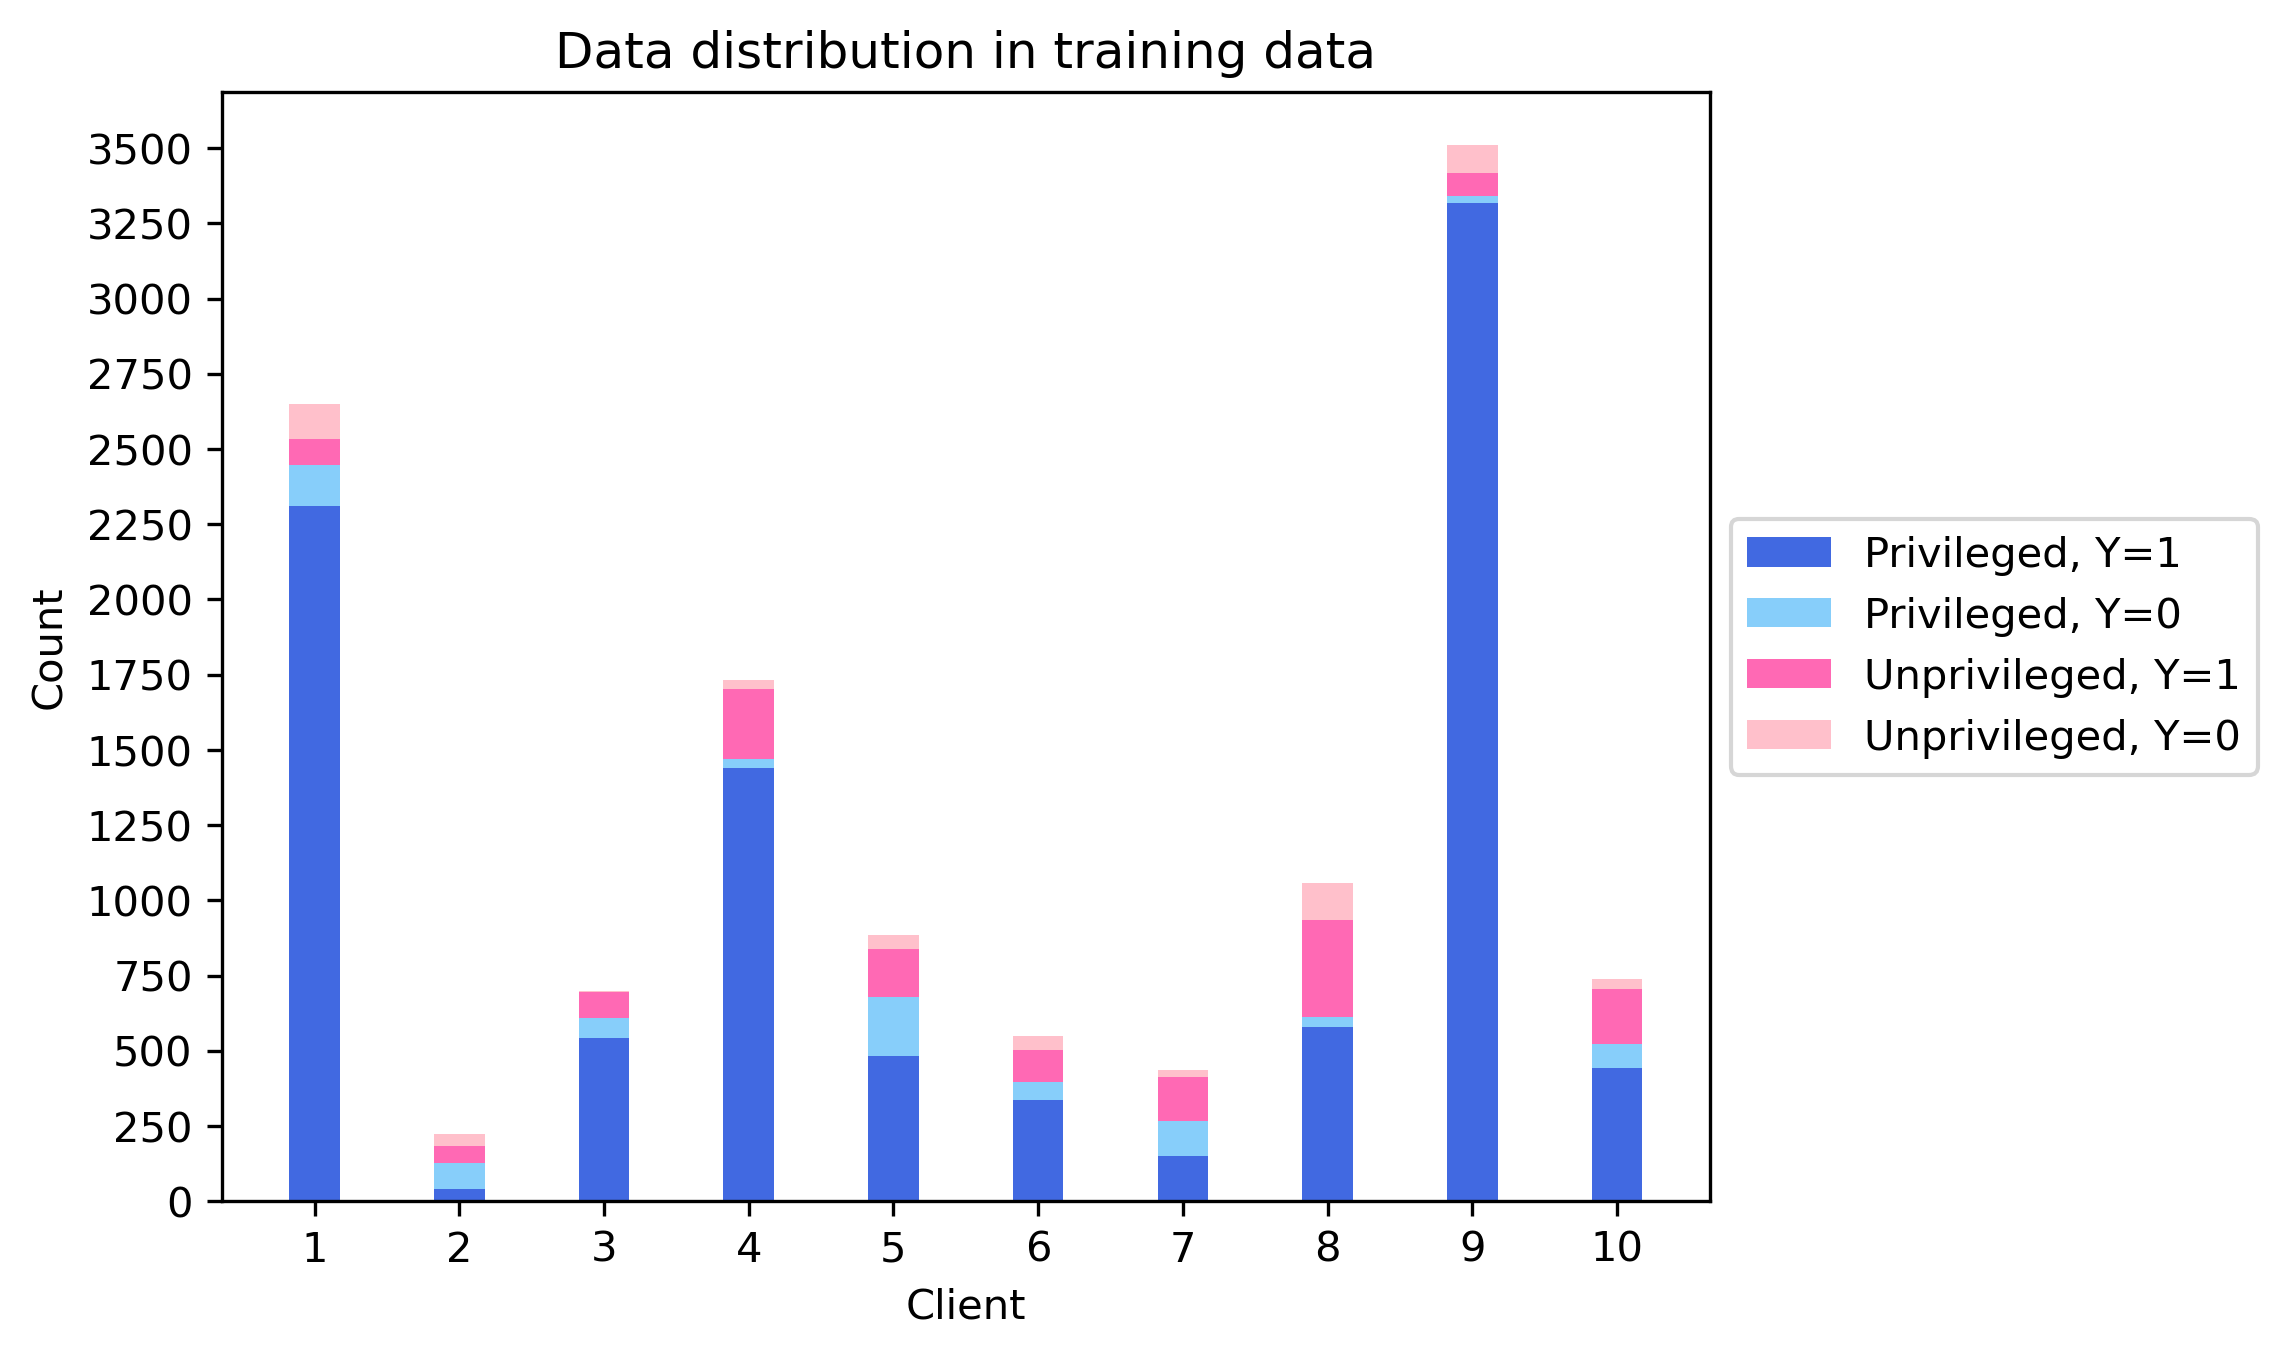 Data distribution in training data
Count
3500
3250
3000
2750
2500
2250
2000
1750
1500
1250
1000
750
500
250
0
1 2 3 4 5 6 7 8 9 10
Client
Privileged, Y=1
Privileged, Y=0
Unprivileged, Y=1
Unprivileged, Y=0